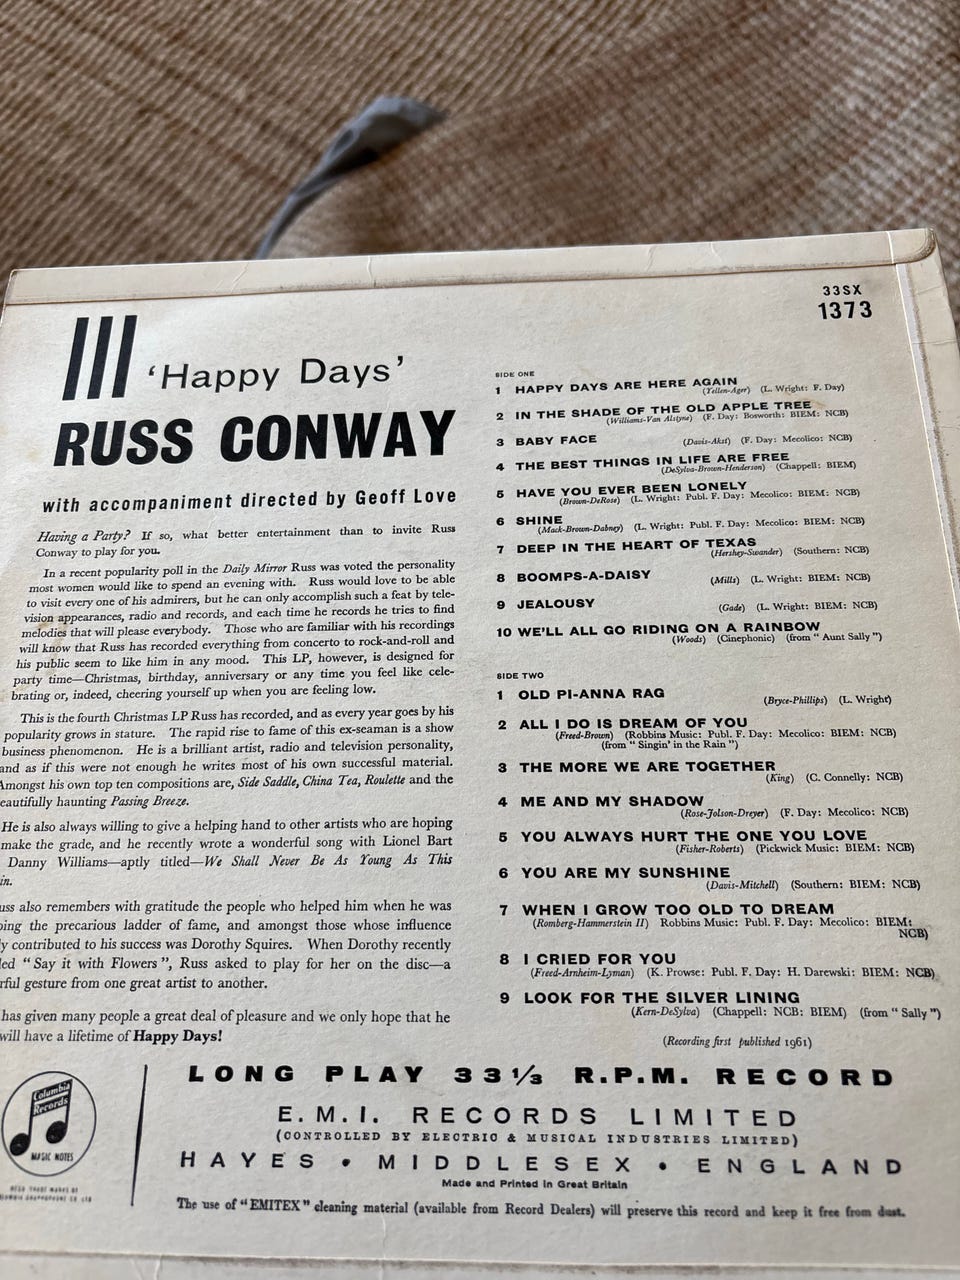 33SX
1373
'Happy Days'
RUSS CONWAY
with accompaniment directed by Geoff Love
Having a Party? If so, what better entertainment than to invite Russ
Conway to play for you.
In a recent popularity poll in the Daily Mirror Russ was voted the personality
most women would like to spend an evening with. Russ would love to be able
to visit every one of his admirers, but he can only accomplish such a feat by tele-
vision appearances, radio and records, and each time he records he tries to find
melodies that will please everybody. Those who are familiar with his recordings
will know that Russ has recorded everything from concerto to rock-and-roll and
his public seem to like him in any mood. This LP, however, is designed for
party time—Christmas, birthday, anniversary or any time you feel like cele-
brating or, indeed, cheering yourself up when you are feeling low.
This is the fourth Christmas LP Russ has recorded, and as every year goes by his
popularity grows in stature. The rapid rise to fame of this ex-seaman is a show
business phenomenon. He is a brilliant artist, radio and television personality,
and as if this were not enough he writes most of his own successful material.
Amongst his own top ten compositions are, Side Saddle, China Tea, Roulette and the
eautifully haunting Passing Breeze.
He is also always willing to give a helping hand to other artists who are hoping
make the grade, and he recently wrote a wonderful song with Lionel Bart
Danny Williams—aptly titled—We Shall Never Be As Young As This
in.
uss also remembers with gratitude the people who helped him when he was
bing the precarious ladder of fame, and amongst those whose influence
ly contributed to his success was Dorothy Squires. When Dorothy recently
ed "Say it with Flowers", Russ asked to play for her on the disc—a
rful gesture from one great artist to another.
has given many people a great deal of pleasure and we only hope that he
will have a lifetime of Happy Days!
SIDE ONE
1 HAPPY DAYS ARE HERE AGAIN
(Yellen-Ager) (L. Wright: F. Day)
2 IN THE SHADE OF THE OLD APPLE TREE
(Williams-Van Alstyne) (F. Day: Bosworth: BIEM: NCB)
3 BABY FACE (Davis-Akst) (F. Day: Mecolico: NCB)
4 THE BEST THINGS IN LIFE ARE FREE
(DeSylva-Brown-Henderson) (Chappell: BIEM)
5 HAVE YOU EVER BEEN LONELY
(Brown-DeRose) (L. Wright: Publ. F. Day: Mecolico: BIEM: NCB)
6 SHINE
(Mack-Brown-Dabney) (L. Wright: Publ. F. Day: Mecolico: BIEM: NCB)
7 DEEP IN THE HEART OF TEXAS
(Hershey-Swander) (Southern: NCB)
8 BOOMPS-A-DAISY (Mills) (L. Wright: BIEM: NCB)
9 JEALOUSY (Gade) (L. Wright: BIEM: NCB)
10 WE'LL ALL GO RIDING ON A RAINBOW
(Woods) (Cinephonic) (from "Aunt Sally")
SIDE TWO
1 OLD PI-ANNA RAG (Bryce-Phillips) (L. Wright)
2 ALL I DO IS DREAM OF YOU
(Freed-Brown) (Robbins Music: Publ. F. Day: Mecolico: BIEM: NCB)
(from "Singin' in the Rain")
3 THE MORE WE ARE TOGETHER
(King) (C. Connelly: NCB)
4 ME AND MY SHADOW
(Rose-Jolson-Dreyer) (F. Day: Mecolico: NCB)
5 YOU ALWAYS HURT THE ONE YOU LOVE
(Fisher-Roberts) (Pickwick Music: BIEM: NCB)
6 YOU ARE MY SUNSHINE
(Davis-Mitchell) (Southern: BIEM: NCB)
7 WHEN I GROW TOO OLD TO DREAM
(Romberg-Hammerstein II) Robbins Music: Publ. F. Day: Mecolico: BIEM:
NCB)
8 I CRIED FOR YOU
(Freed-Arnheim-Lyman) (K. Prowse: Publ. F. Day: H. Darewski: BIEM: NCB)
9 LOOK FOR THE SILVER LINING
(Kern-DeSylva) (Chappell: NCB: BIEM) (from "Sally")
(Recording first published 1961)
Columbia
Records
MAGIC NOTES
LONG PLAY 33⅓ R.P.M. RECORD
E.M.I. RECORDS LIMITED
(CONTROLLED BY ELECTRIC & MUSICAL INDUSTRIES LIMITED)
HAYES • MIDDLESEX • ENGLAND
Made and Printed in Great Britain
The use of "EMITEX" cleaning material (available from Record Dealers) will preserve this record and keep it free from dust.